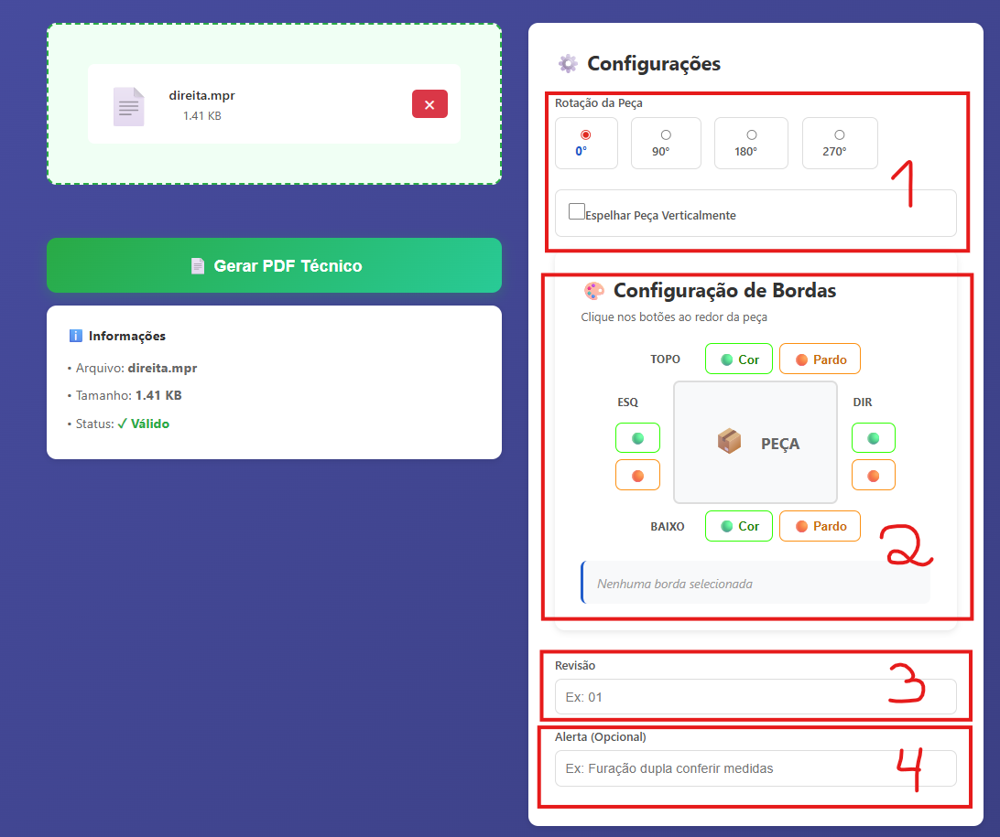 direita.mpr
1.41 KB
Gerar PDF Técnico
Informações
• Arquivo: direita.mpr
• Tamanho: 1.41 KB
• Status: ✓ Válido
Configurações
Rotação da Peça
0°
90°
180°
270°
1
Espelhar Peça Verticalmente
Configuração de Bordas
Clique nos botões ao redor da peça
TOPO Cor Pardo
ESQ
DIR
PEÇA
BAIXO Cor Pardo
2
Nenhuma borda selecionada
Revisão
3
Ex: 01
Alerta (Opcional)
4
Ex: Furação dupla conferir medidas